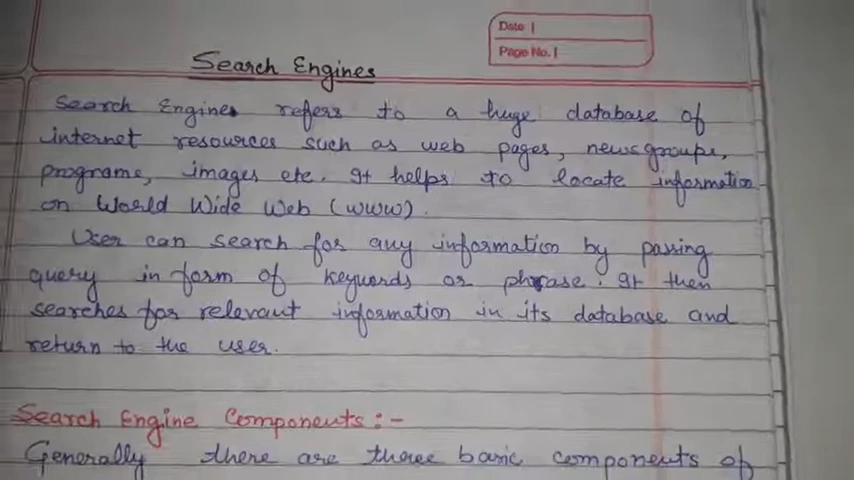 Date
Page No.
Search Engines
Search Engines refers to a huge database of
internet resources such as web pages, newsgroups,
programs, images etc. It helps to locate information
on World Wide Web (WWW).
User can search for any information by passing
query in form of keywords or phrase. It then
searches for relevant information in its database and
return to the user.
Search Engine Components:-
Generally there are three basic components of